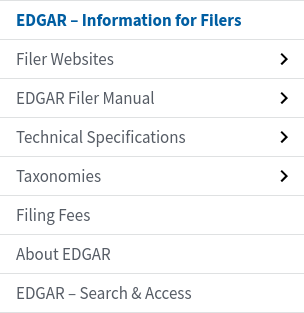 EDGAR – Information for Filers
Filer Websites
EDGAR Filer Manual
Technical Specifications
Taxonomies
Filing Fees
About EDGAR
EDGAR – Search & Access